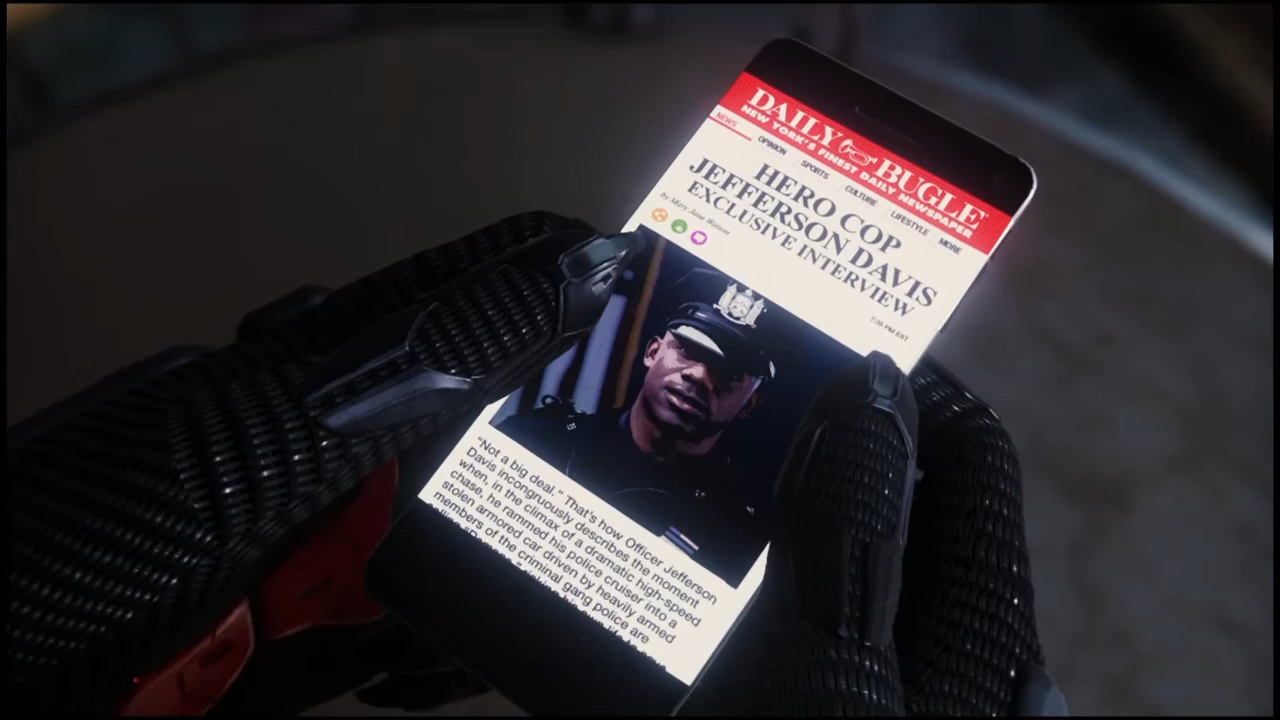 DAILY BUGLE
NEW YORK'S FINEST DAILY NEWSPAPER
NEWS OPINION SPORTS CULTURE LIFESTYLE MORE
HERO COP
JEFFERSON DAVIS
EXCLUSIVE INTERVIEW
by Mary Jane Watson
7:35 PM EST
"Not a big deal." That's how Officer Jefferson
Davis incongruously describes the moment
when, in the climax of a dramatic high-speed
chase, he rammed his police cruiser into a
stolen armored car driven by heavily armed
members of the criminal gang police are